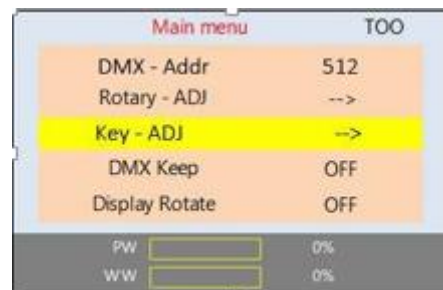 Main menu TOO
DMX - Addr 512
Rotary - ADJ -->
Key - ADJ -->
DMX Keep OFF
Display Rotate OFF
PW 0%
WW 0%